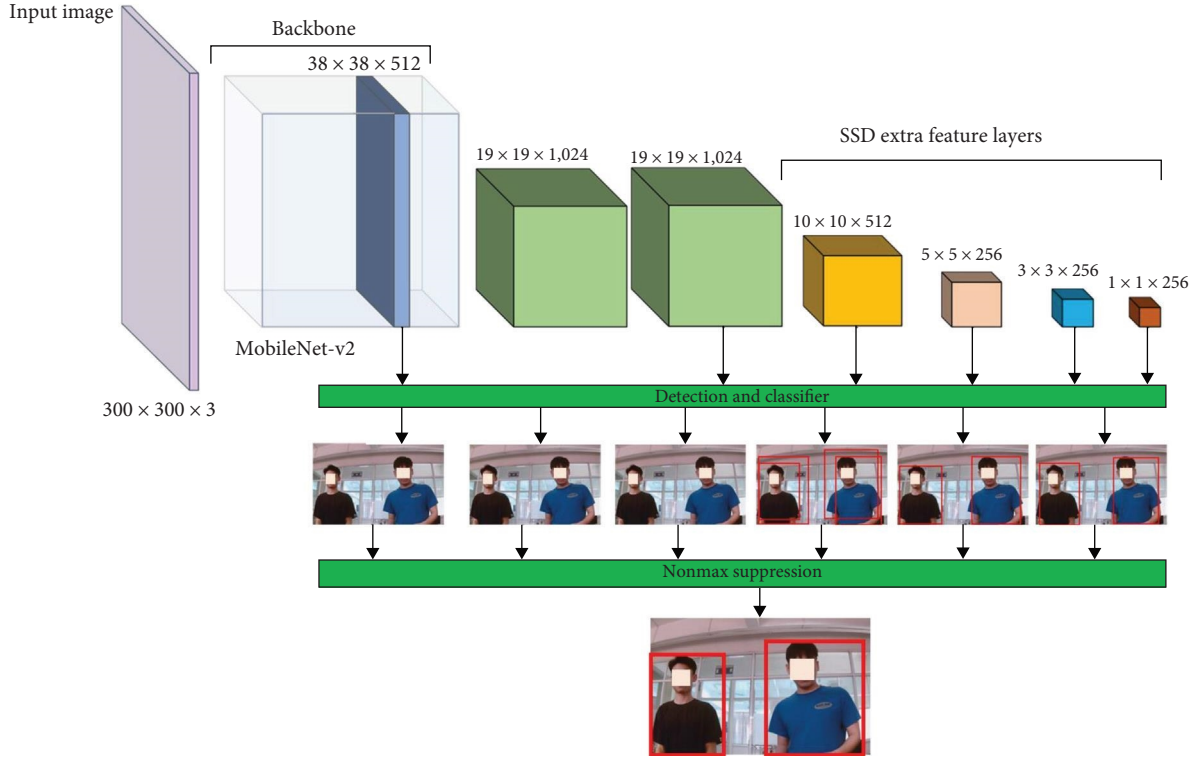 Input image
Backbone
38 × 38 × 512
SSD extra feature layers
19 × 19 × 1,024
19 × 19 × 1,024
10 × 10 × 512
5 × 5 × 256
3 × 3 × 256
1 × 1 × 256
MobileNet-v2
300 × 300 × 3
Detection and classifier
Nonmax suppression